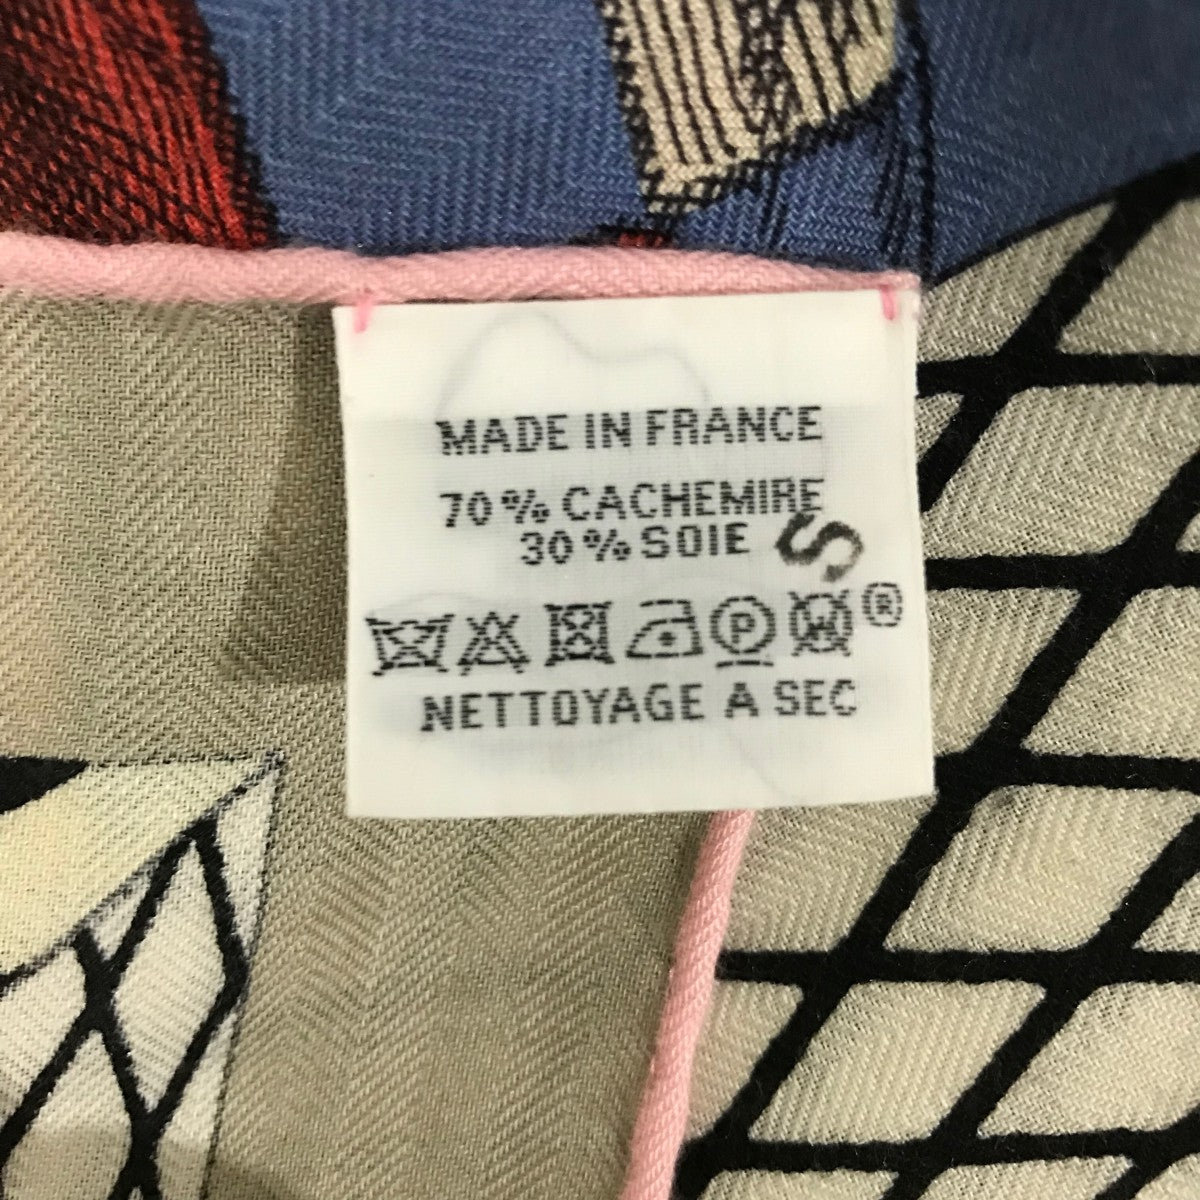 MADE IN FRANCE
70% CACHEMIRE
30% SOIE
S
P W ®
NETTOYAGE A SEC